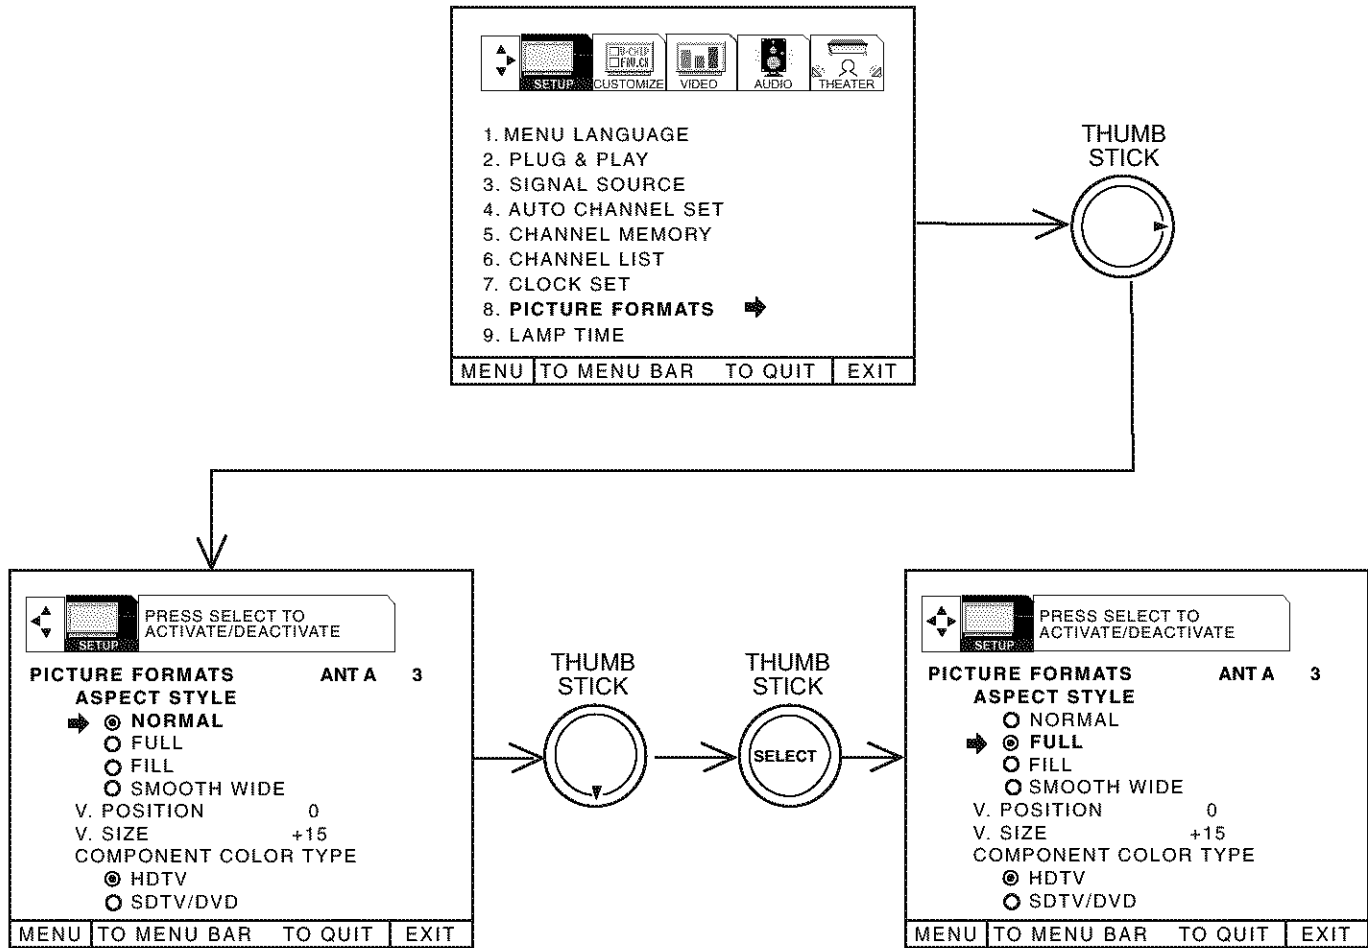 V-CHIP
FAV.CH
SETUP CUSTOMIZE VIDEO AUDIO THEATER
1. MENU LANGUAGE
2. PLUG & PLAY
3. SIGNAL SOURCE
4. AUTO CHANNEL SET
5. CHANNEL MEMORY
6. CHANNEL LIST
7. CLOCK SET
8. PICTURE FORMATS
9. LAMP TIME
MENU TO MENU BAR TO QUIT EXIT
THUMB
STICK
PRESS SELECT TO
ACTIVATE/DEACTIVATE
SETUP
PICTURE FORMATS ANT A 3
ASPECT STYLE
NORMAL
FULL
FILL
SMOOTH WIDE
V. POSITION 0
V. SIZE +15
COMPONENT COLOR TYPE
HDTV
SDTV/DVD
MENU TO MENU BAR TO QUIT EXIT
THUMB
STICK
THUMB
STICK
SELECT
PRESS SELECT TO
ACTIVATE/DEACTIVATE
SETUP
PICTURE FORMATS ANT A 3
ASPECT STYLE
NORMAL
FULL
FILL
SMOOTH WIDE
V. POSITION 0
V. SIZE +15
COMPONENT COLOR TYPE
HDTV
SDTV/DVD
MENU TO MENU BAR TO QUIT EXIT